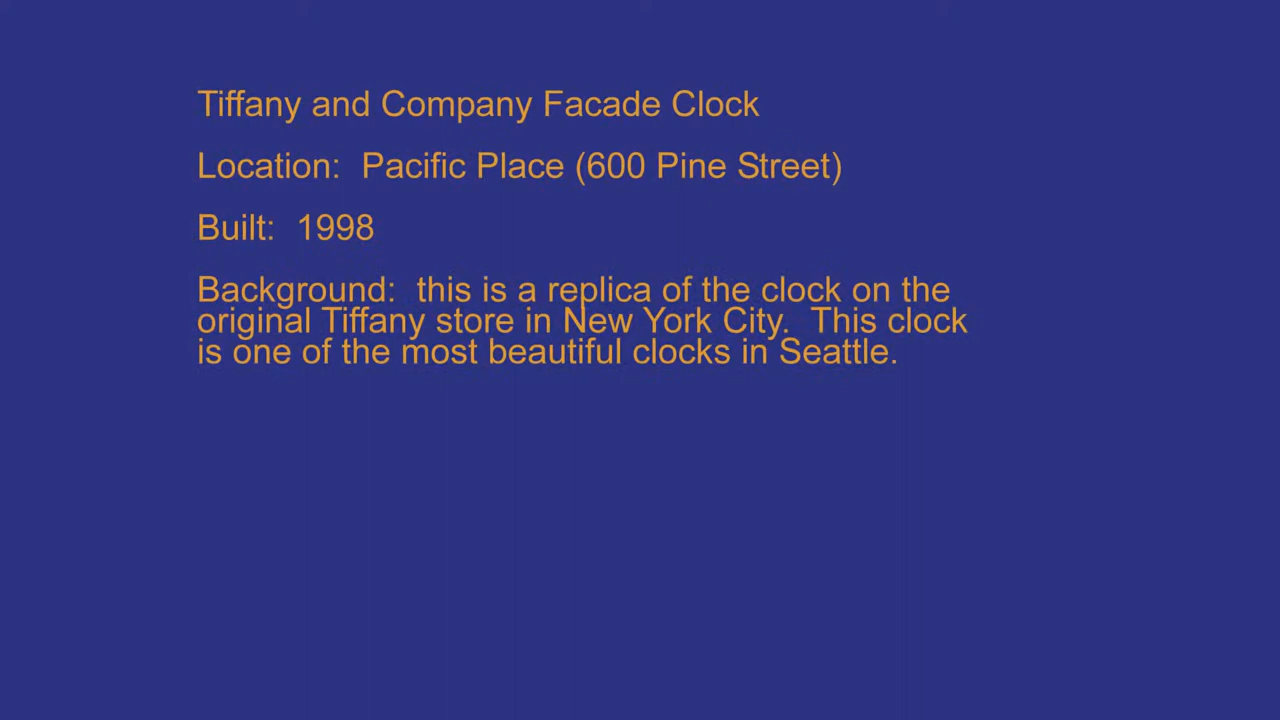 Tiffany and Company Facade Clock
Location:  Pacific Place (600 Pine Street)
Built:  1998
Background:  this is a replica of the clock on the
original Tiffany store in New York City.  This clock
is one of the most beautiful clocks in Seattle.